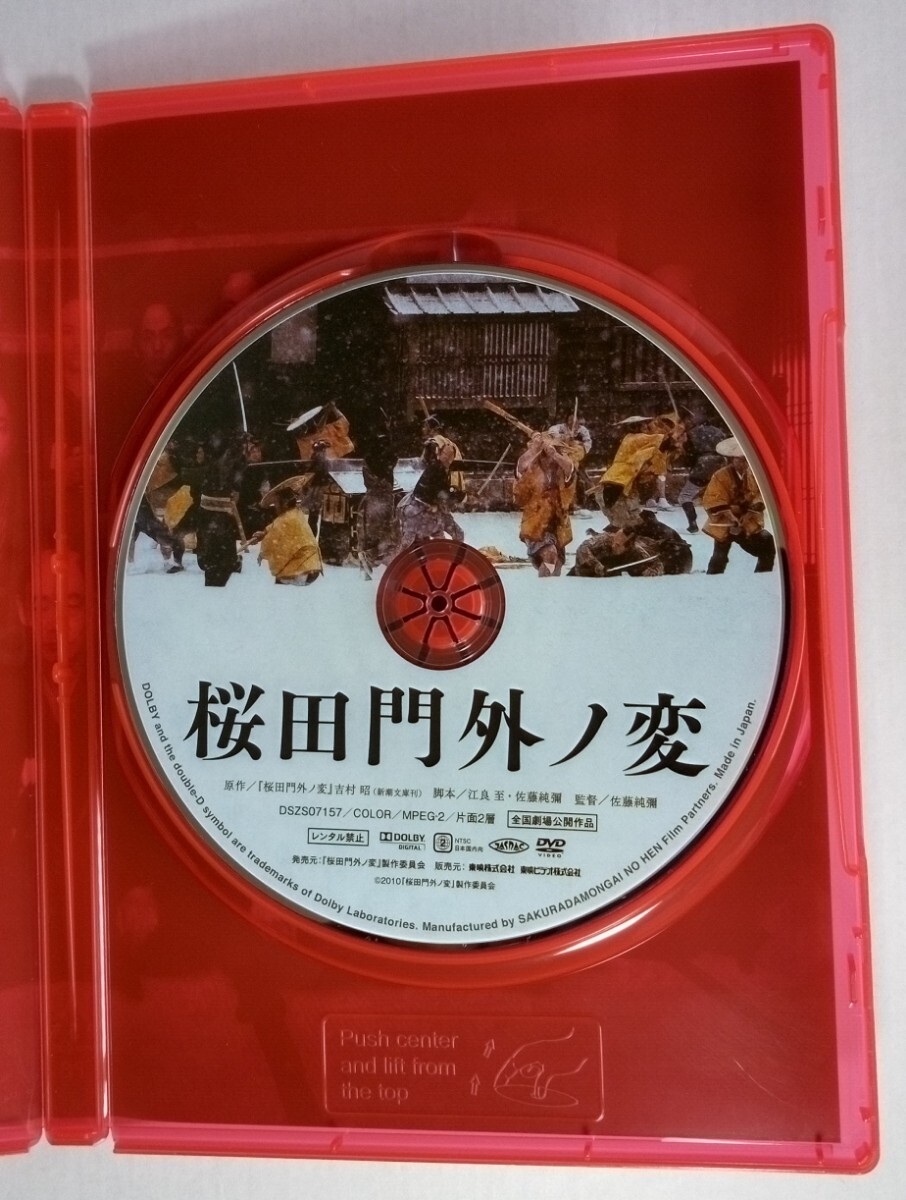 桜田門外ノ変
原作/『桜田門外ノ変』吉村 昭(新潮文庫刊) 脚本/江良 至・佐藤純彌 監督/佐藤純彌
DSZS07157/COLOR/MPEG-2/片面2層 全国劇場公開作品
レンタル禁止 DOLBY DIGITAL 2 NTSC 日本国内向 JASRAC DVD VIDEO
発売元:『桜田門外ノ変』製作委員会 販売元:東映株式会社 東映ビデオ株式会社
©2010『桜田門外ノ変』製作委員会
DOLBY and the double-D symbol are trademarks of Dolby Laboratories. Manufactured by SAKURADAMONGAI NO HEN Film Partners. Made in Japan.
Push center
and lift from
the top